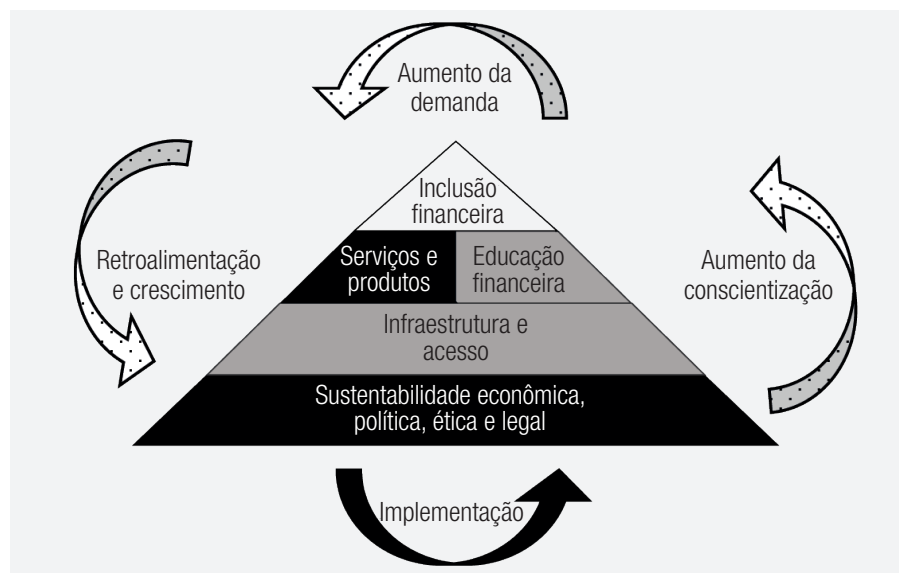 Aumento da
demanda
Inclusão
financeira
Serviços e
produtos
Educação
financeira
Retroalimentação
e crescimento
Aumento da
conscientização
Infraestrutura e
acesso
Sustentabilidade econômica,
política, ética e legal
Implementação